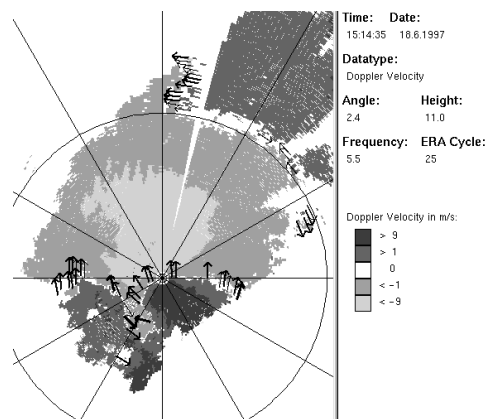 Time: Date:
15:14:35 18.6.1997
Datatype:
Doppler Velocity
Angle: Height:
2.4 11.0
Frequency: ERA Cycle:
5.5 25
Doppler Velocity in m/s:
> 9
> 1
0
< -1
< -9